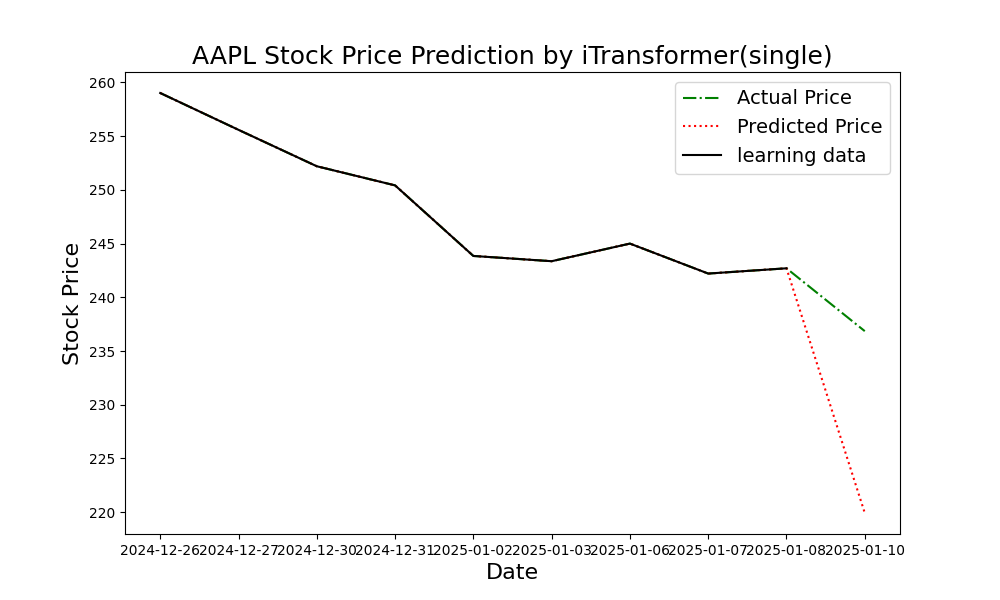 AAPL Stock Price Prediction by iTransformer(single)
Actual Price
Predicted Price
learning data
260
255
250
245
240
235
230
225
220
Stock Price
2024-12-26 2024-12-27 2024-12-30 2024-12-31 2025-01-02 2025-01-03 2025-01-06 2025-01-07 2025-01-08 2025-01-10
Date